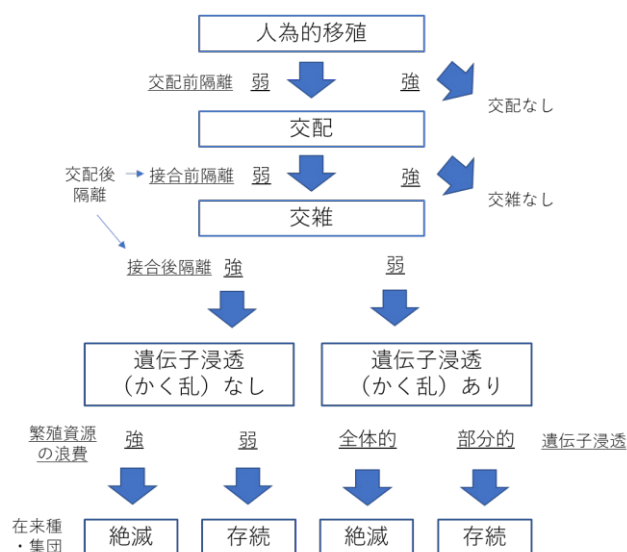 人為的移殖
交配前隔離 弱 強
交配なし
交配
交配後
隔離
接合前隔離 弱 強
交雑なし
交雑
接合後隔離 強 弱
遺伝子浸透
（かく乱）なし
遺伝子浸透
（かく乱）あり
繁殖資源
の浪費
強 弱 全体的 部分的 遺伝子浸透
在来種
・集団
絶滅 存続 絶滅 存続